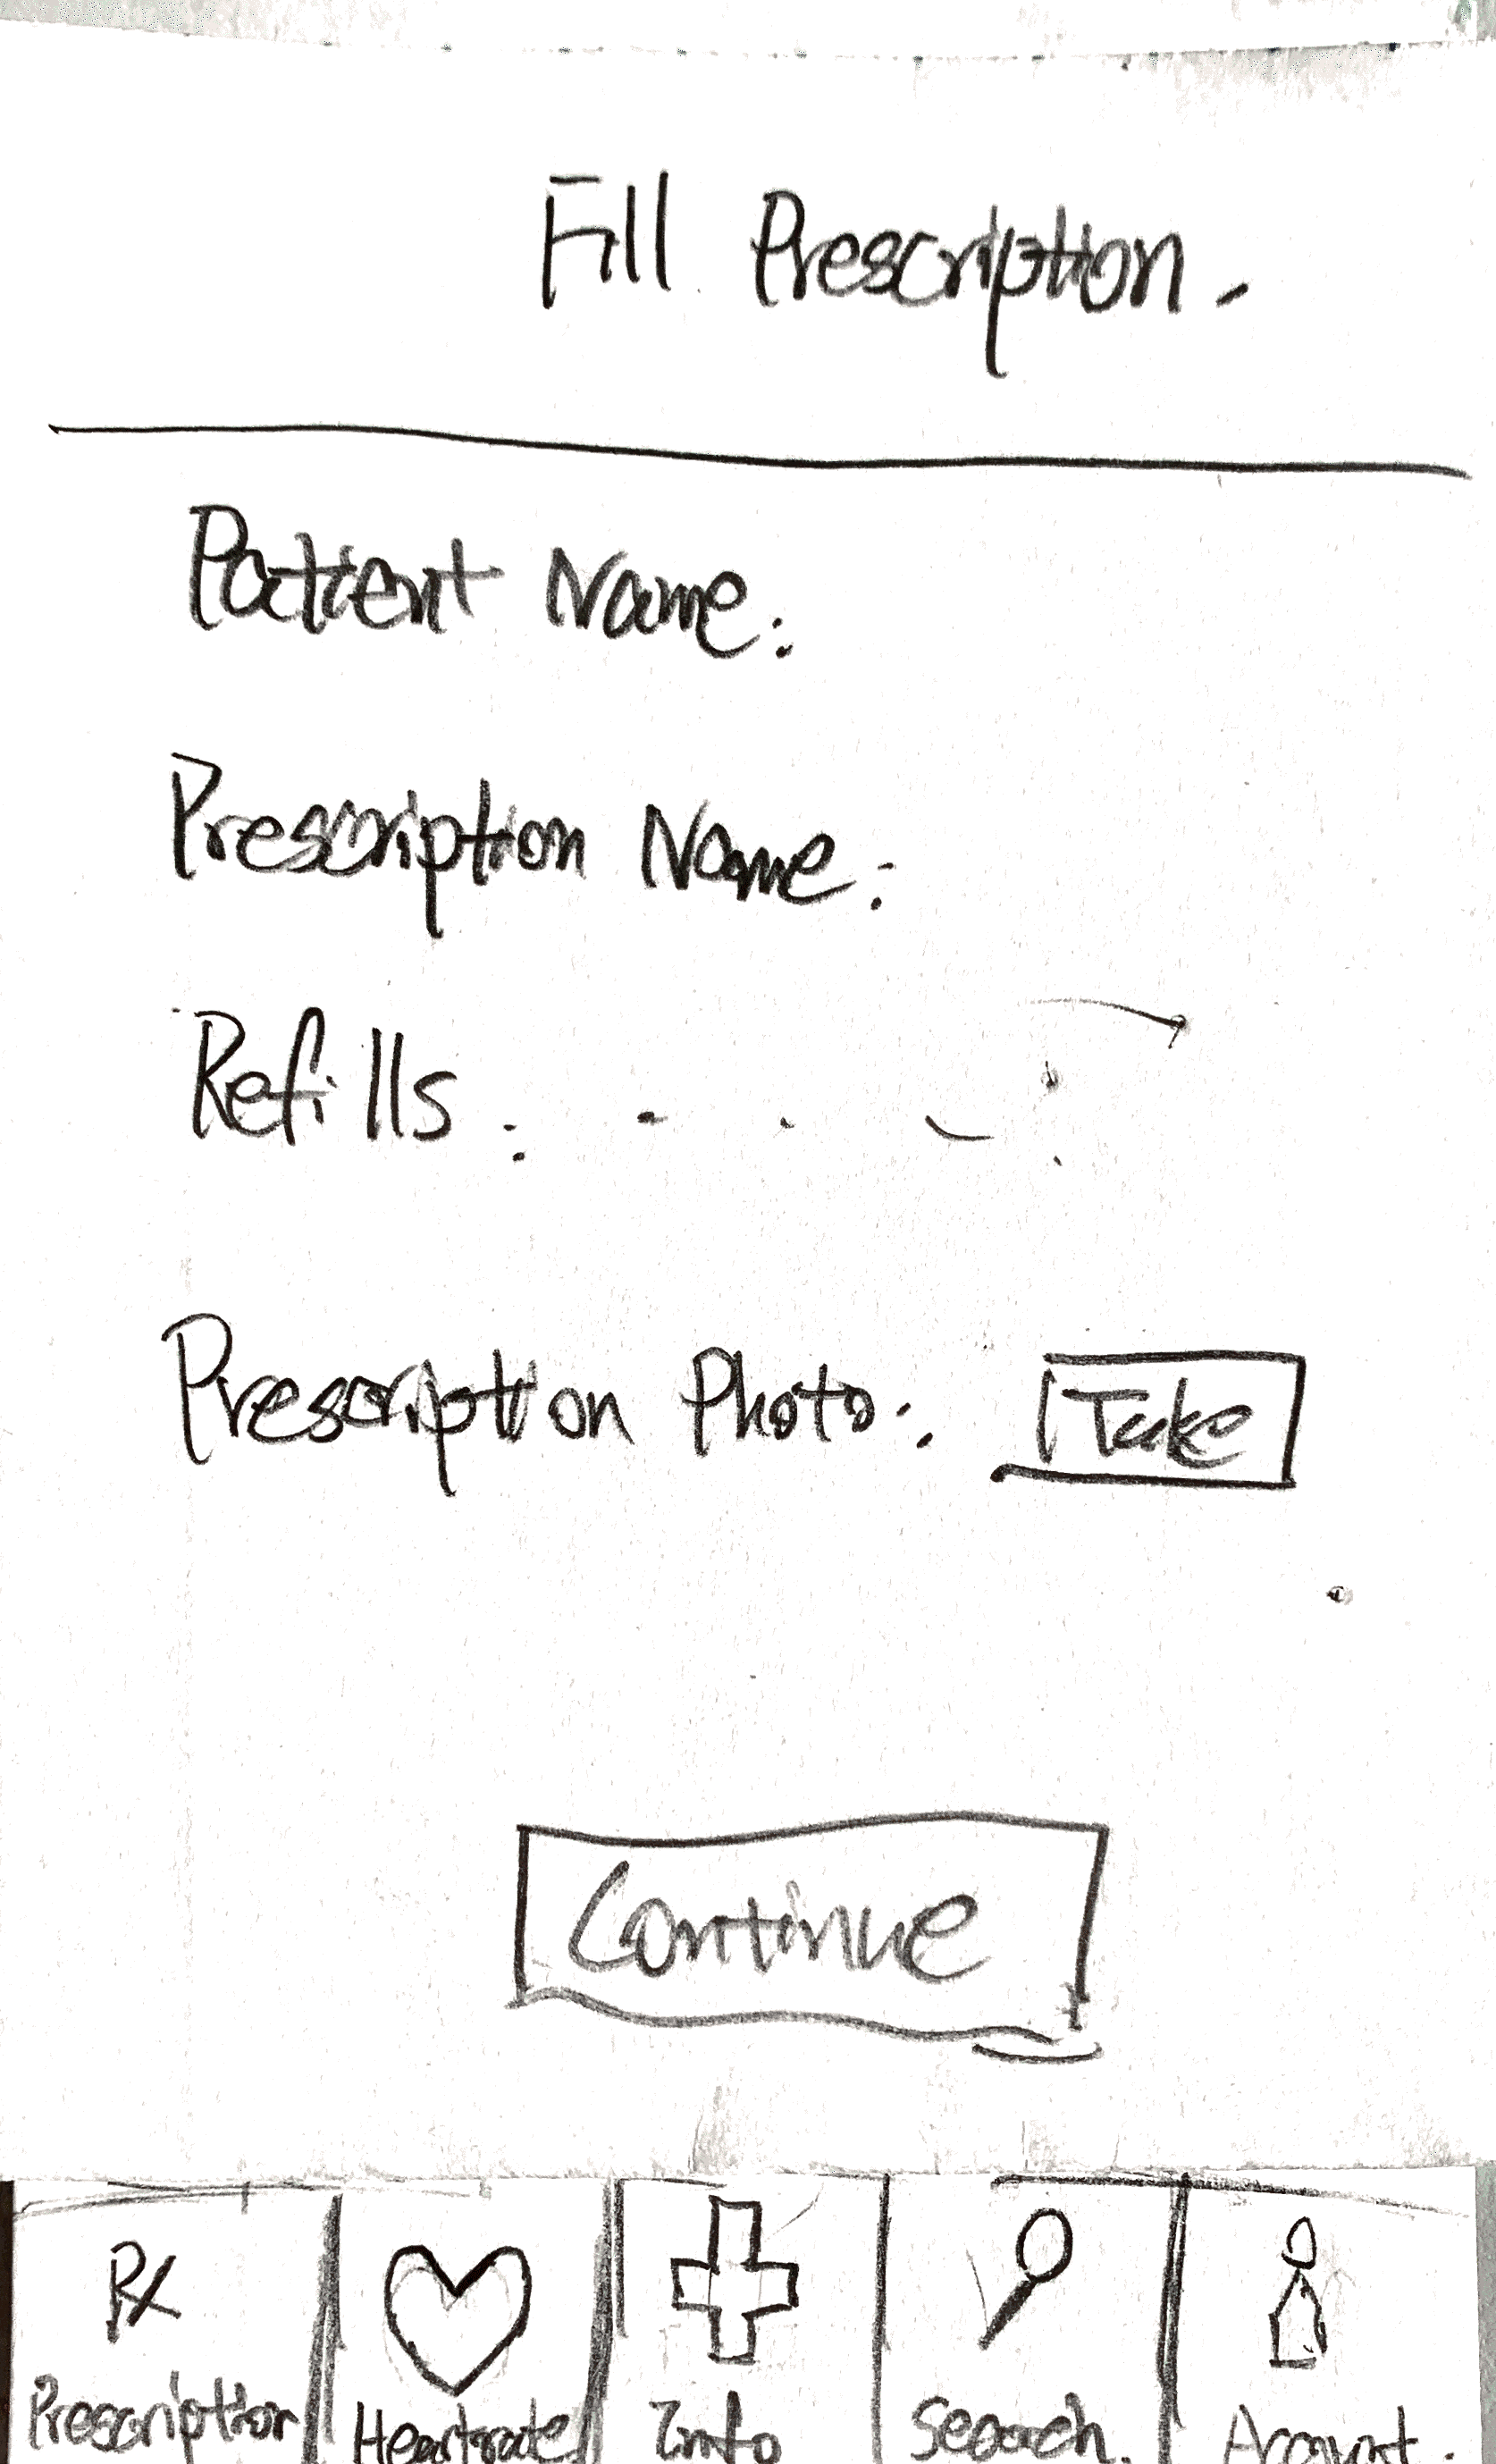 Fill Prescription.
Patient Name:
Prescription Name:
Refills:
Prescription Photo: Take
Continue
Rx
Prescription Heartrate Info Search. Account.